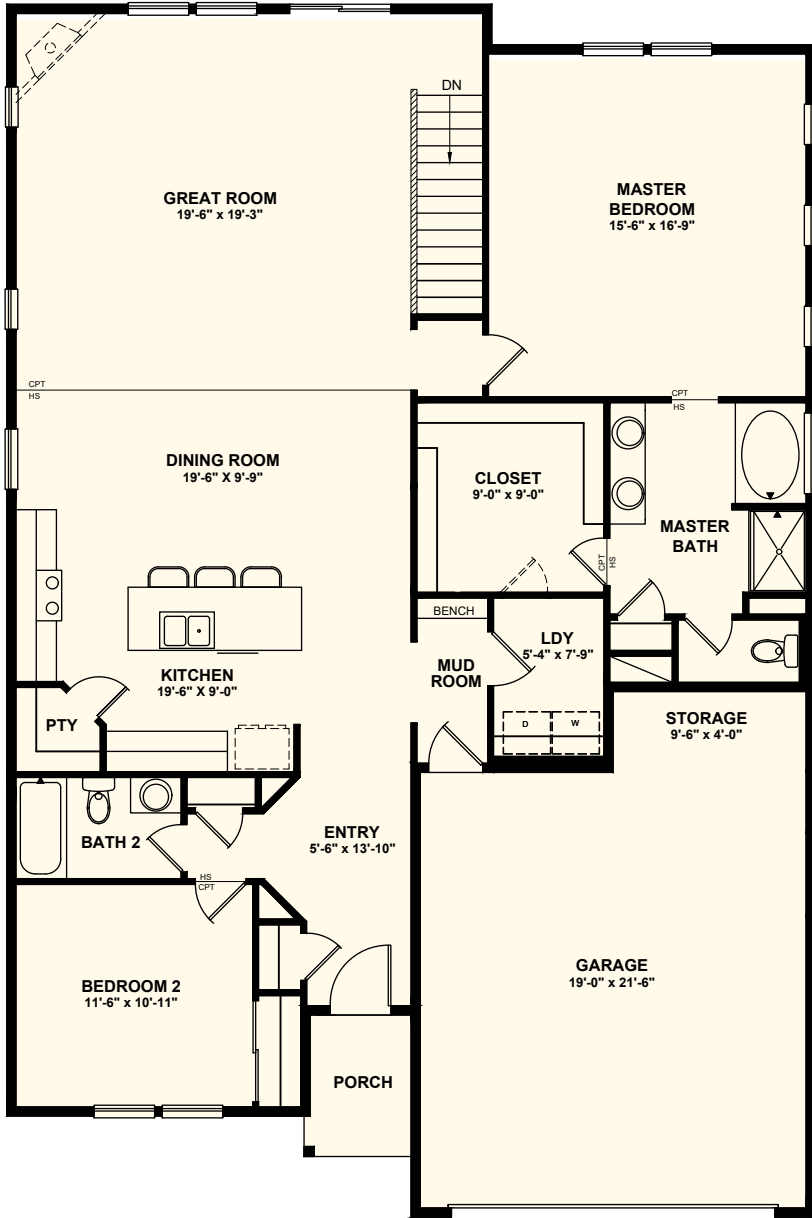 DN
GREAT ROOM
19'-6" x 19'-3"
MASTER
BEDROOM
15'-6" x 16'-9"
CPT
HS
CPT
HS
DINING ROOM
19'-6" X 9'-9"
CLOSET
9'-0" x 9'-0"
MASTER
BATH
CPT
HS
BENCH
LDY
5'-4" x 7'-9"
MUD
ROOM
KITCHEN
19'-6" X 9'-0"
PTY
D
W
STORAGE
9'-6" x 4'-0"
BATH 2
ENTRY
5'-6" x 13'-10"
HS
CPT
GARAGE
19'-0" x 21'-6"
BEDROOM 2
11'-6" x 10'-11"
PORCH